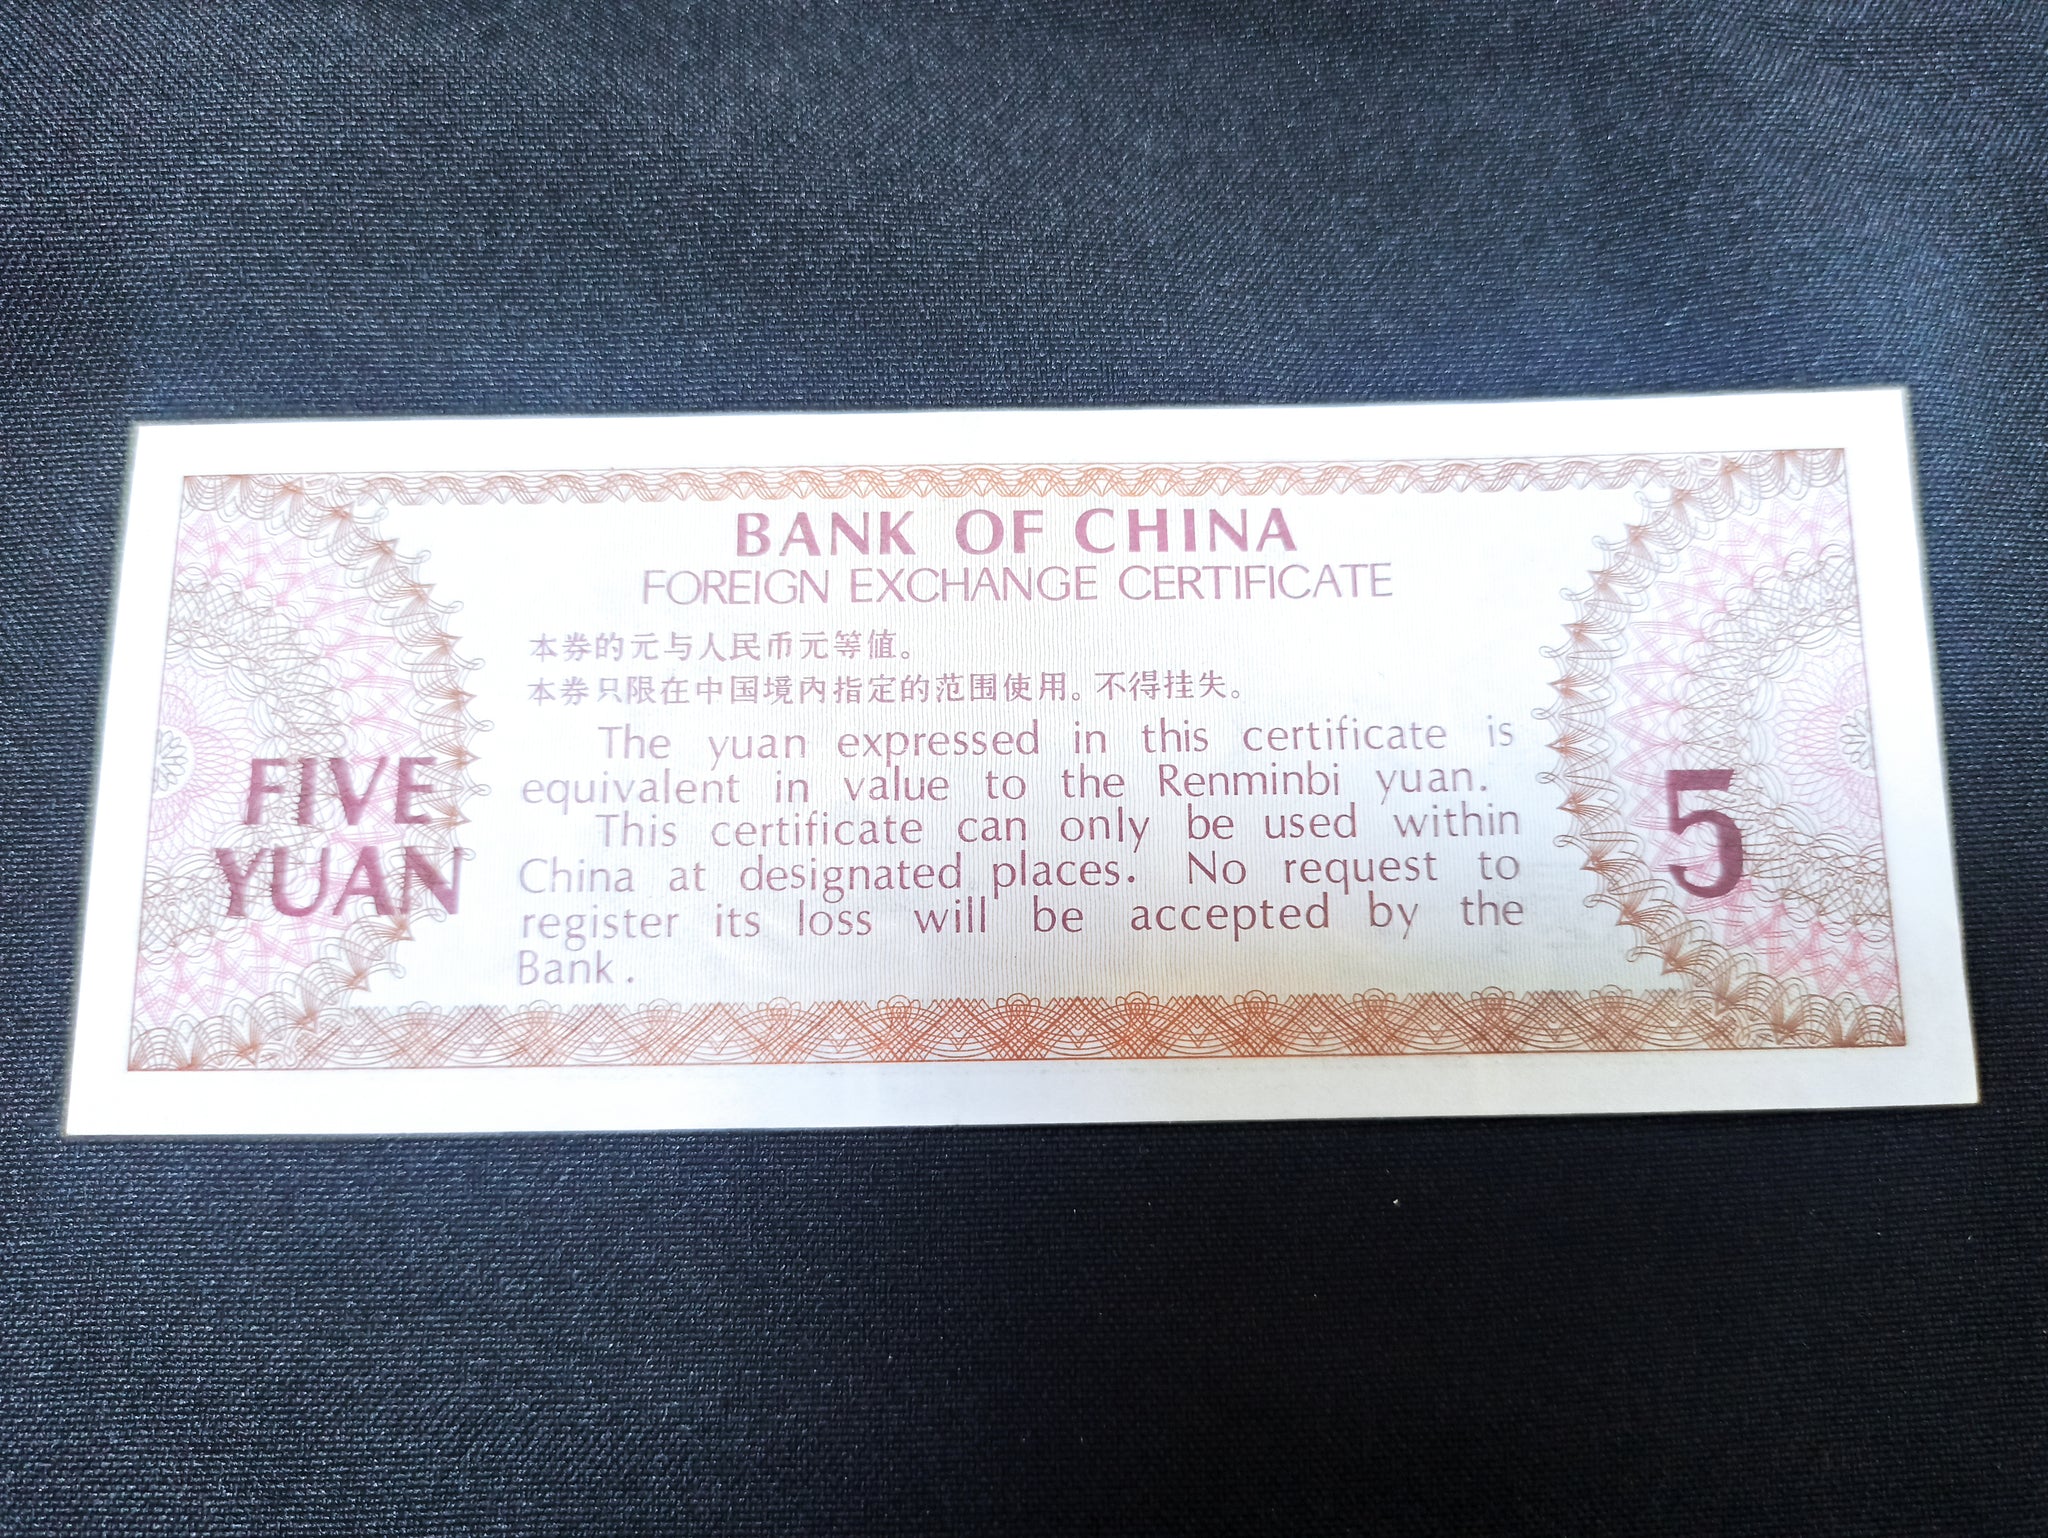 BANK OF CHINA
FOREIGN EXCHANGE CERTIFICATE
本券的元与人民币元等值。
本券只限在中国境内指定的范围使用。不得挂失。
The yuan expressed in this certificate is
equivalent in value to the Renminbi yuan.
This certificate can only be used within
China at designated places. No request to
register its loss will be accepted by the
Bank.
FIVE
YUAN
5